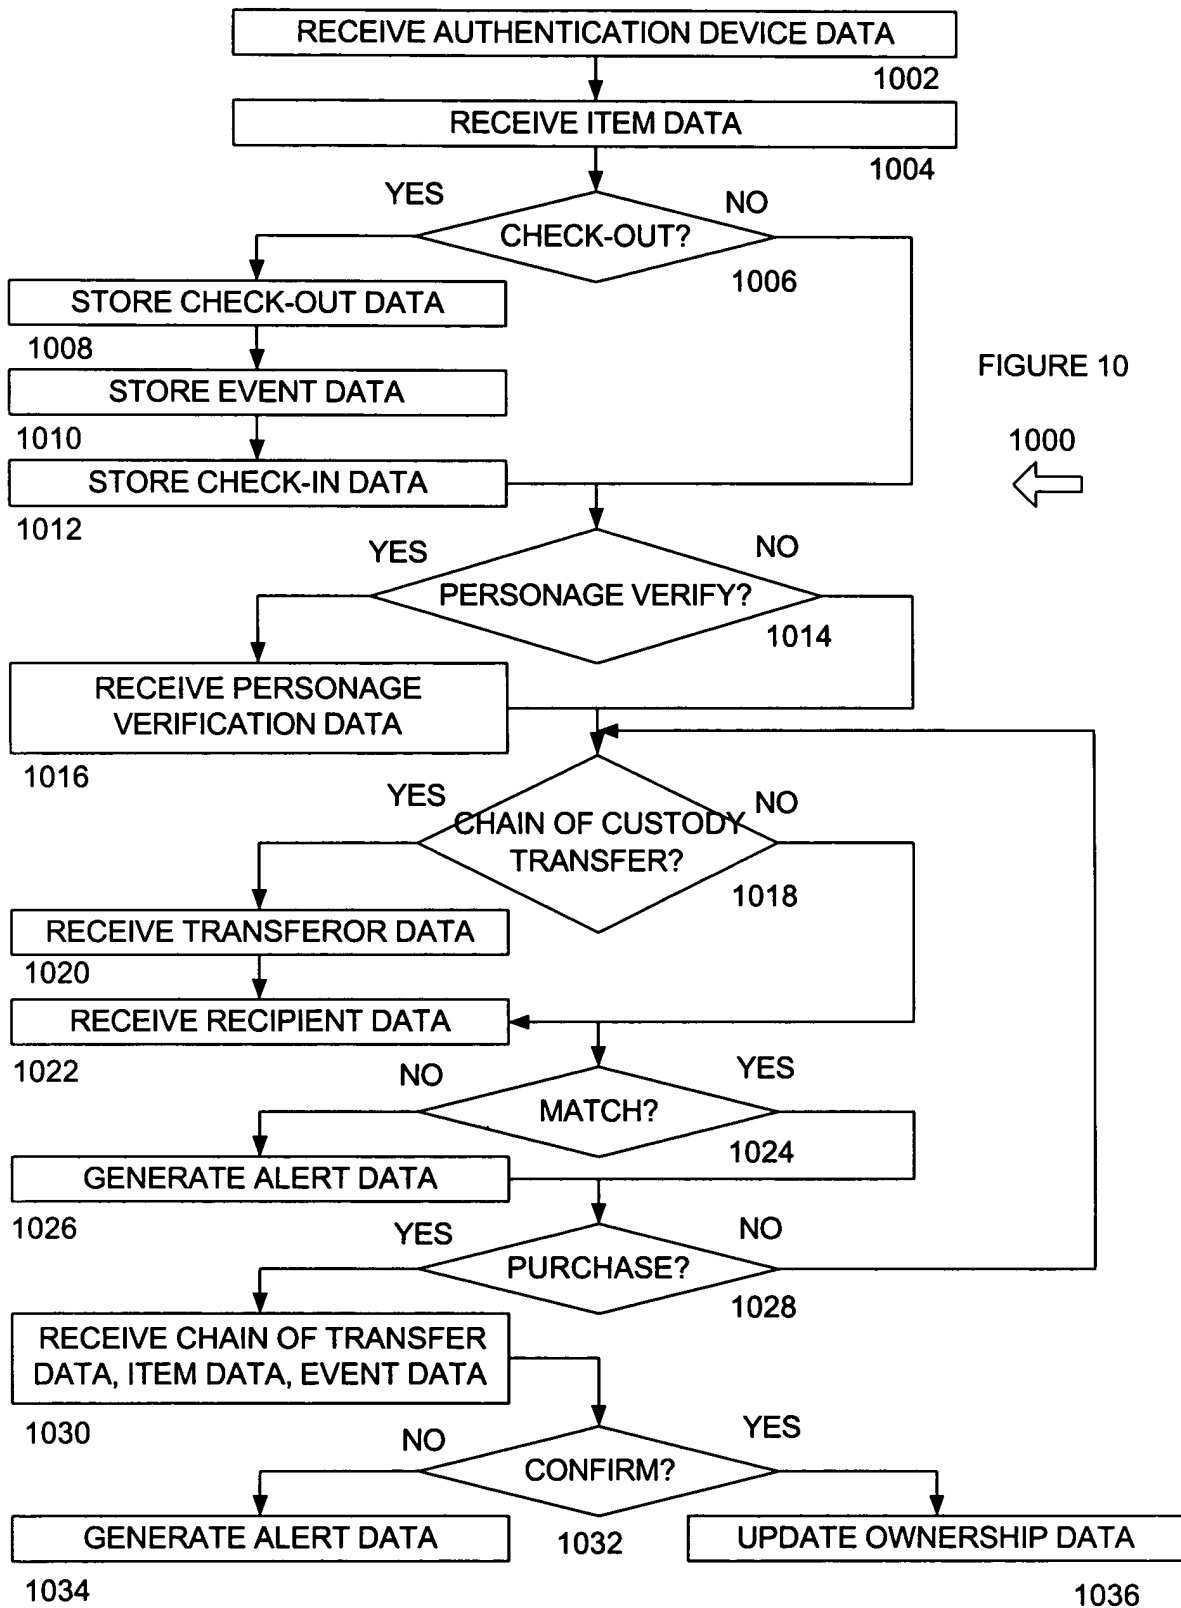 RECEIVE AUTHENTICATION DEVICE DATA
1002
RECEIVE ITEM DATA
1004
YES
NO
CHECK-OUT?
1006
STORE CHECK-OUT DATA
1008
FIGURE 10
STORE EVENT DATA
1010
1000
STORE CHECK-IN DATA
1012
YES
NO
PERSONAGE VERIFY?
1014
RECEIVE PERSONAGE
VERIFICATION DATA
1016
YES
NO
CHAIN OF CUSTODY
TRANSFER?
1018
RECEIVE TRANSFEROR DATA
1020
RECEIVE RECIPIENT DATA
1022
NO
YES
MATCH?
1024
GENERATE ALERT DATA
1026
YES
NO
PURCHASE?
1028
RECEIVE CHAIN OF TRANSFER
DATA, ITEM DATA, EVENT DATA
1030
NO
YES
CONFIRM?
1032
GENERATE ALERT DATA
1034
UPDATE OWNERSHIP DATA
1036